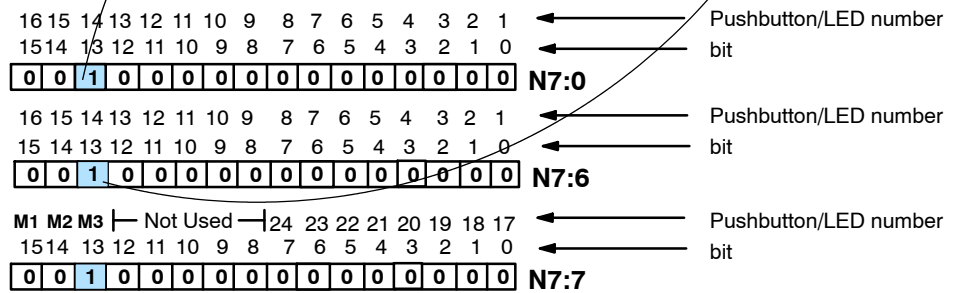 16 15 14 13 12 11 10 9 8 7 6 5 4 3 2 1 Pushbutton/LED number
15 14 13 12 11 10 9 8 7 6 5 4 3 2 1 0 bit
0 0 1 0 0 0 0 0 0 0 0 0 0 0 0 0 N7:0
16 15 14 13 12 11 10 9 8 7 6 5 4 3 2 1 Pushbutton/LED number
15 14 13 12 11 10 9 8 7 6 5 4 3 2 1 0 bit
0 0 1 0 0 0 0 0 0 0 0 0 0 0 0 0 N7:6
M1 M2 M3 Not Used 24 23 22 21 20 19 18 17 Pushbutton/LED number
15 14 13 12 11 10 9 8 7 6 5 4 3 2 1 0 bit
0 0 1 0 0 0 0 0 0 0 0 0 0 0 0 0 N7:7